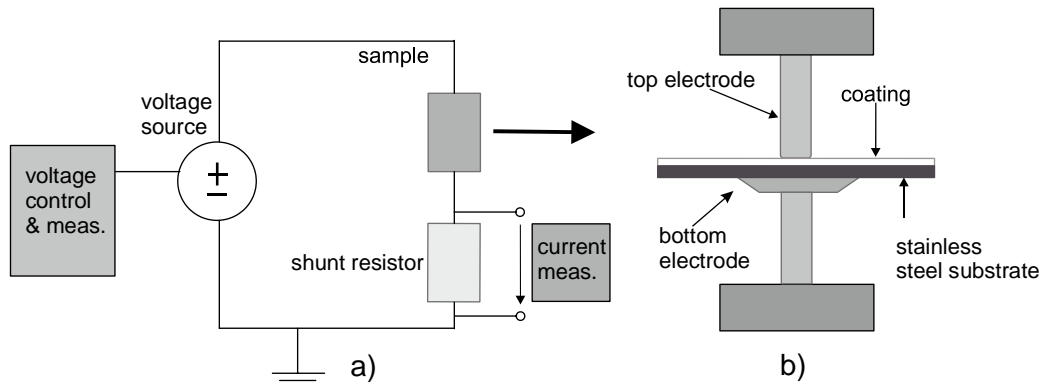 sample
voltage
source
±
voltage
control
& meas.
shunt resistor
current
meas.
a)
top electrode
coating
bottom
electrode
stainless
steel substrate
b)